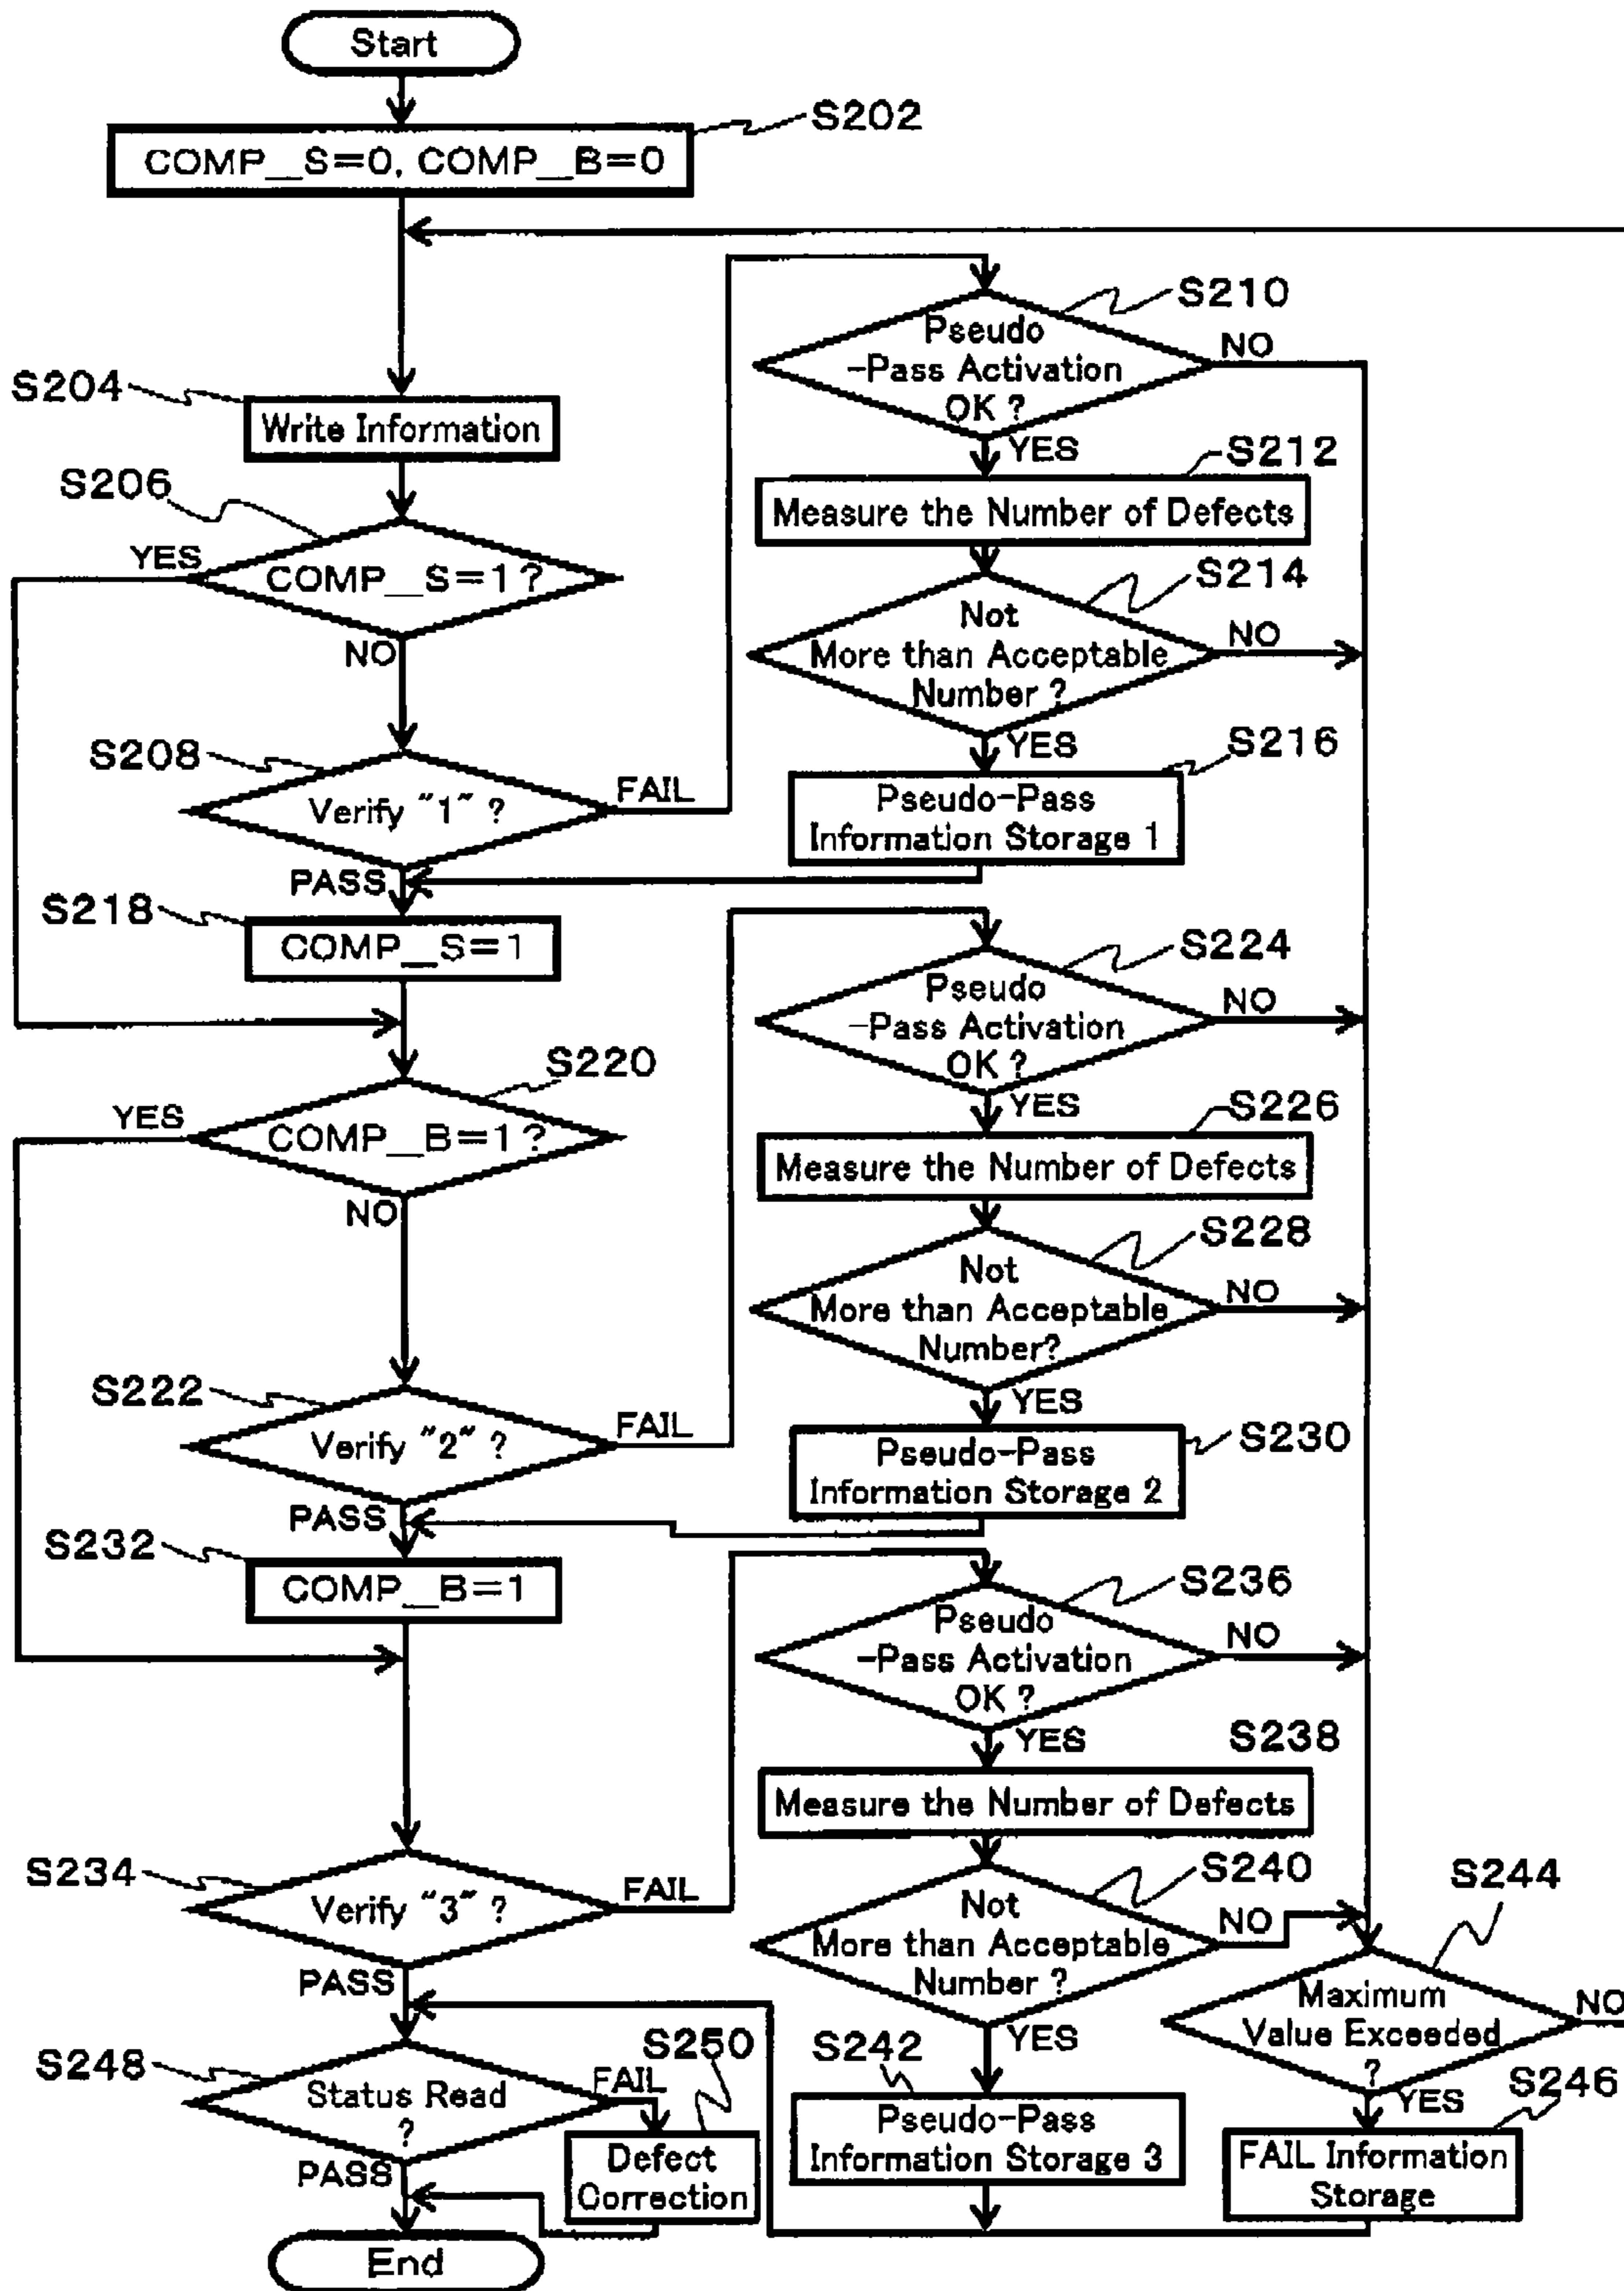 Start
S202
COMP_S=0, COMP_B=0
S204
Write Information
S206
YES
COMP_S=1?
NO
S208
Verify "1" ?
FAIL
PASS
S210
Pseudo
-Pass Activation
OK ?
NO
YES
S212
Measure the Number of Defects
S214
Not
More than Acceptable
Number ?
NO
YES
S216
Pseudo-Pass
Information Storage 1
S218
COMP_S=1
S220
YES
COMP_B=1?
NO
S222
Verify "2" ?
FAIL
PASS
S224
Pseudo
-Pass Activation
OK ?
NO
YES
S226
Measure the Number of Defects
S228
Not
More than Acceptable
Number?
NO
YES
S230
Pseudo-Pass
Information Storage 2
S232
COMP_B=1
S234
Verify "3" ?
FAIL
PASS
S236
Pseudo
-Pass Activation
OK ?
NO
YES
S238
Measure the Number of Defects
S240
Not
More than Acceptable
Number ?
NO
YES
S242
Pseudo-Pass
Information Storage 3
S244
Maximum
Value Exceeded
?
NO
YES
S246
FAIL Information
Storage
S248
Status Read
?
FAIL
PASS
S250
Defect
Correction
End